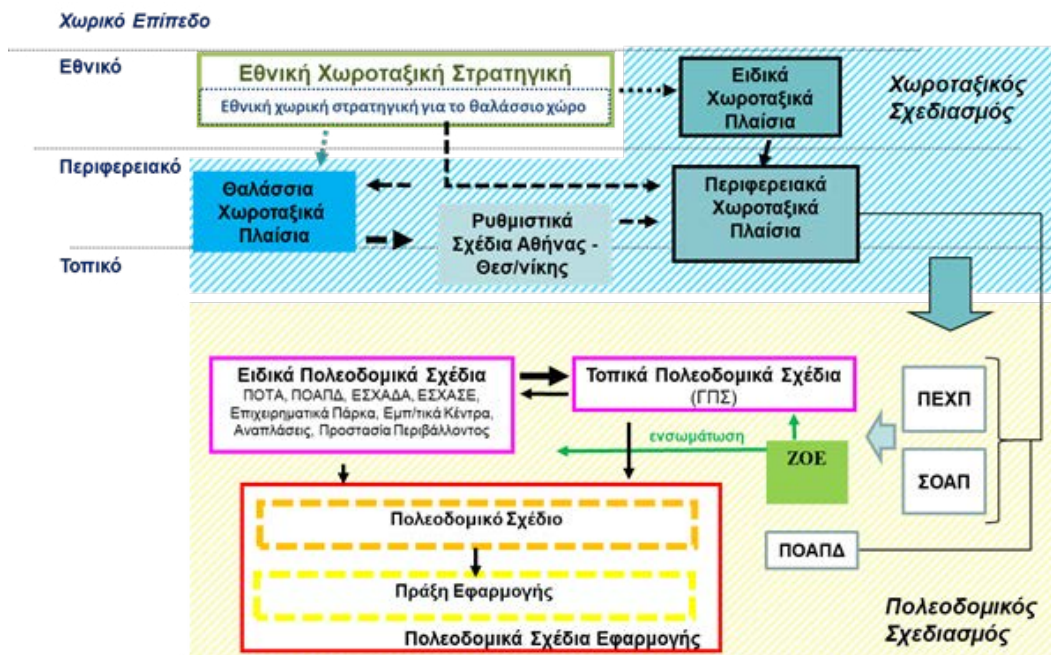 Χωρικό Επίπεδο
Εθνικό
Εθνική Χωροταξική Στρατηγική
Εθνική χωρική στρατηγική για το θαλάσσιο χώρο
Ειδικά
Χωροταξικά
Πλαίσια
Χωροταξικός
Σχεδιασμός
Περιφερειακό
Θαλάσσια
Χωροταξικά
Πλαίσια
Ρυθμιστικά
Σχέδια Αθήνας -
Θεσ/νίκης
Περιφερειακά
Χωροταξικά
Πλαίσια
Τοπικό
Ειδικά Πολεοδομικά Σχέδια
ΠΟΤΑ, ΠΟΑΠΔ, ΕΣΧΑΔΑ, ΕΣΧΑΣΕ,
Επιχειρηματικά Πάρκα, Εμπ/τικά Κέντρα,
Αναπλάσεις, Προστασία Περιβάλλοντος
Τοπικά Πολεοδομικά Σχέδια
(ΓΠΣ)
ΠΕΧΠ
ενσωμάτωση
ΖΟΕ
ΣΟΑΠ
Πολεοδομικό Σχέδιο
ΠΟΑΠΔ
Πράξη Εφαρμογής
Πολεοδομικά Σχέδια Εφαρμογής
Πολεοδομικός
Σχεδιασμός